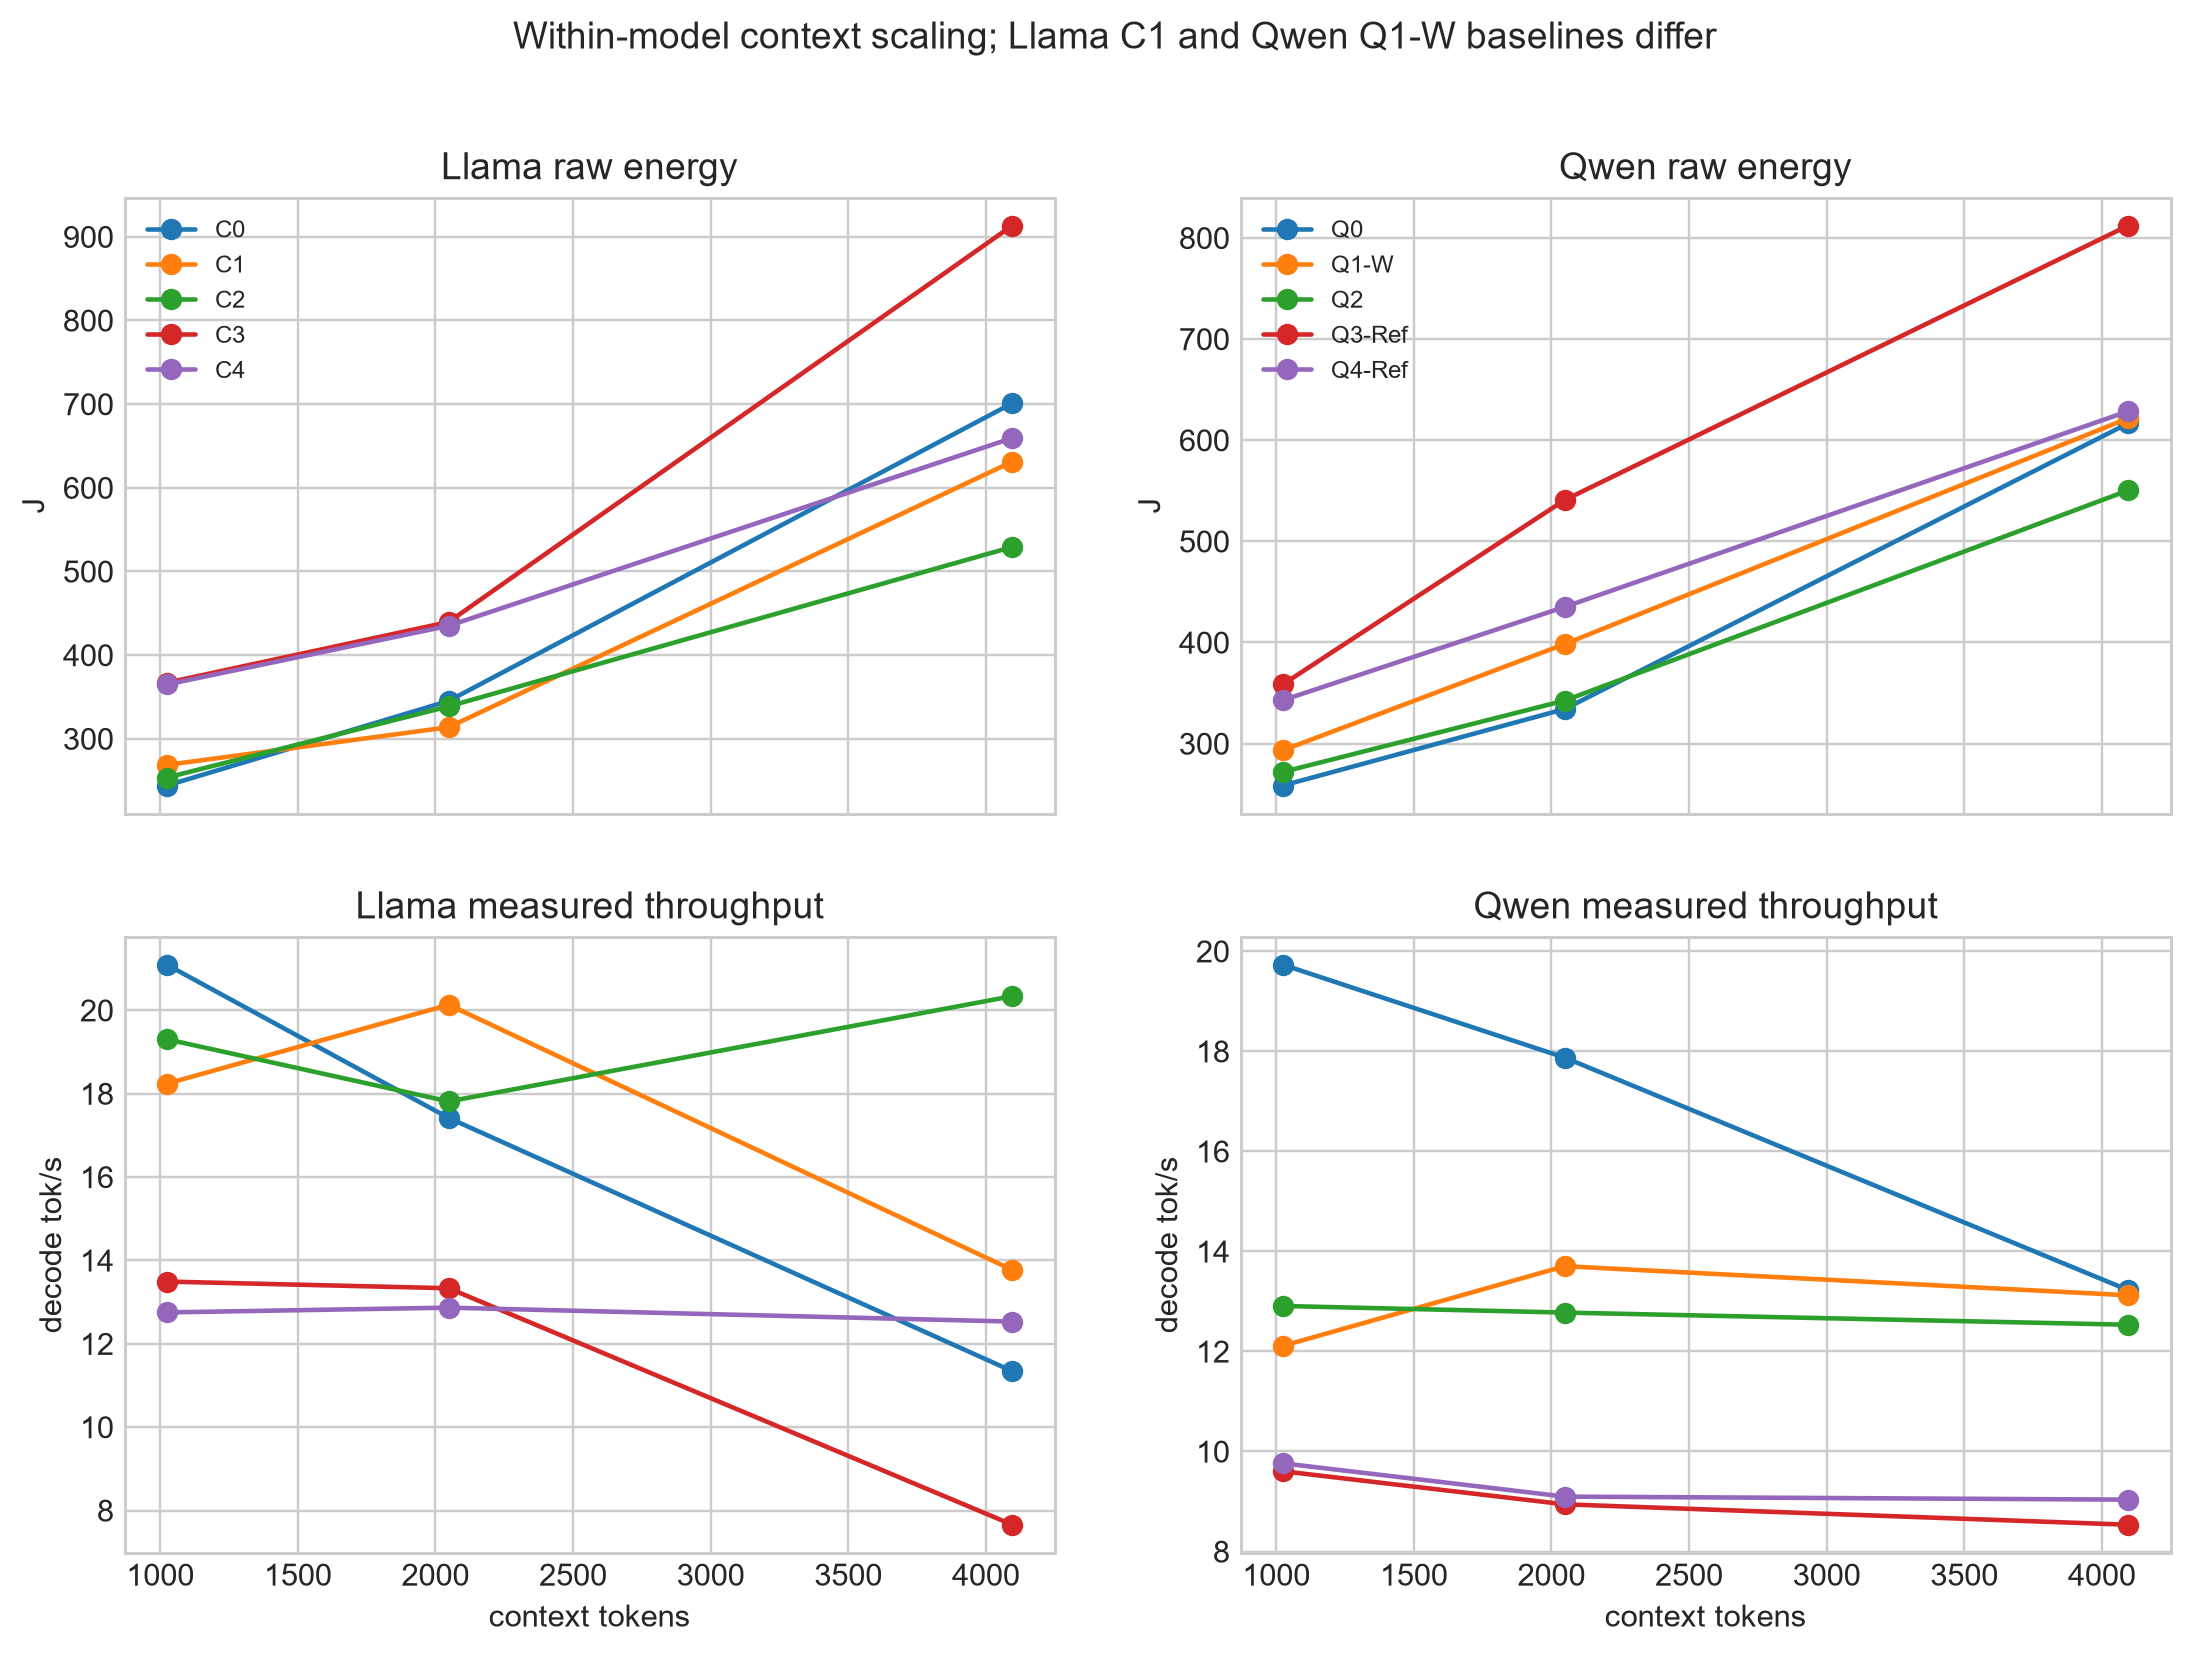 Within-model context scaling; Llama C1 and Qwen Q1-W baselines differ
Llama raw energy
J
900
800
700
600
500
400
300
C0
C1
C2
C3
C4
Qwen raw energy
J
800
700
600
500
400
300
Q0
Q1-W
Q2
Q3-Ref
Q4-Ref
Llama measured throughput
decode tok/s
20
18
16
14
12
10
8
1000 1500 2000 2500 3000 3500 4000
context tokens
Qwen measured throughput
decode tok/s
20
18
16
14
12
10
8
1000 1500 2000 2500 3000 3500 4000
context tokens